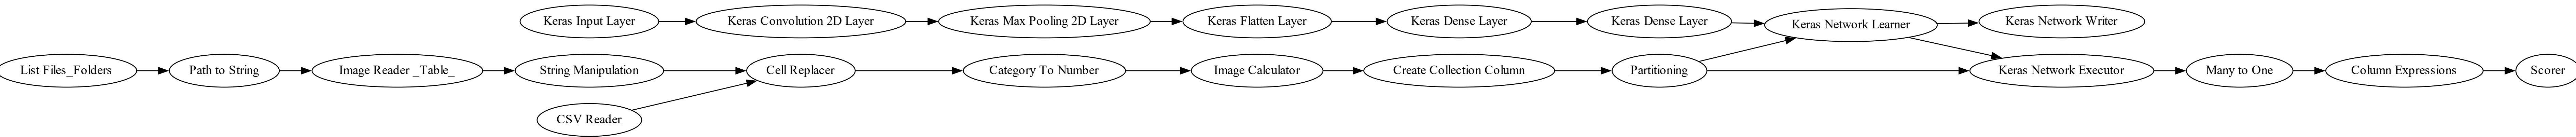 Keras Input Layer
Keras Convolution 2D Layer
Keras Max Pooling 2D Layer
Keras Flatten Layer
Keras Dense Layer
Keras Dense Layer
Keras Network Learner
Keras Network Writer
List Files_Folders
Path to String
Image Reader _Table_
String Manipulation
Cell Replacer
Category To Number
Image Calculator
Create Collection Column
Partitioning
Keras Network Executor
Many to One
Column Expressions
Scorer
CSV Reader